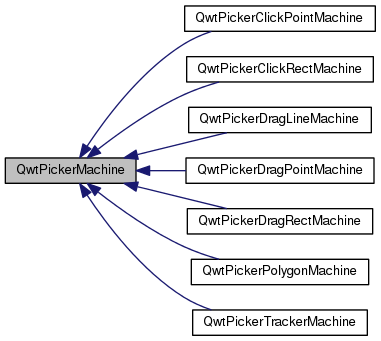 QwtPickerClickPointMachine
QwtPickerClickRectMachine
QwtPickerDragLineMachine
QwtPickerMachine
QwtPickerDragPointMachine
QwtPickerDragRectMachine
QwtPickerPolygonMachine
QwtPickerTrackerMachine